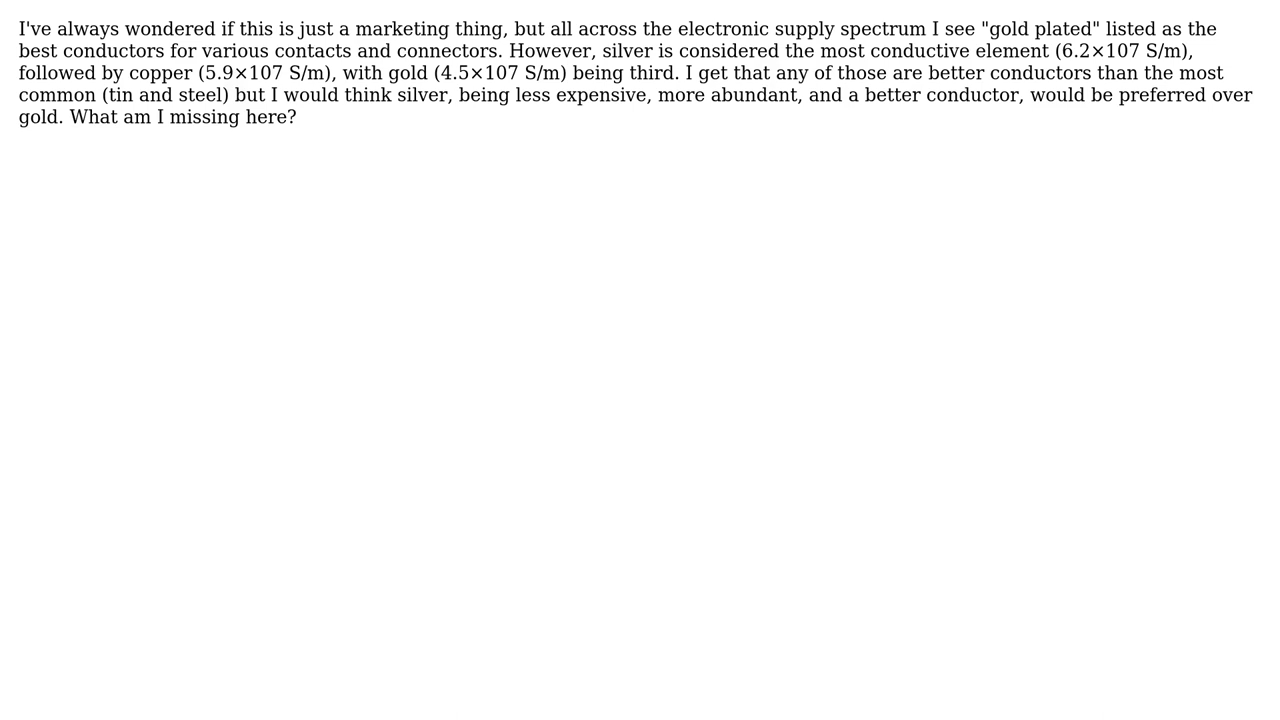 I've always wondered if this is just a marketing thing, but all across the electronic supply spectrum I see "gold plated" listed as the
best conductors for various contacts and connectors. However, silver is considered the most conductive element (6.2×107 S/m),
followed by copper (5.9×107 S/m), with gold (4.5×107 S/m) being third. I get that any of those are better conductors than the most
common (tin and steel) but I would think silver, being less expensive, more abundant, and a better conductor, would be preferred over
gold. What am I missing here?